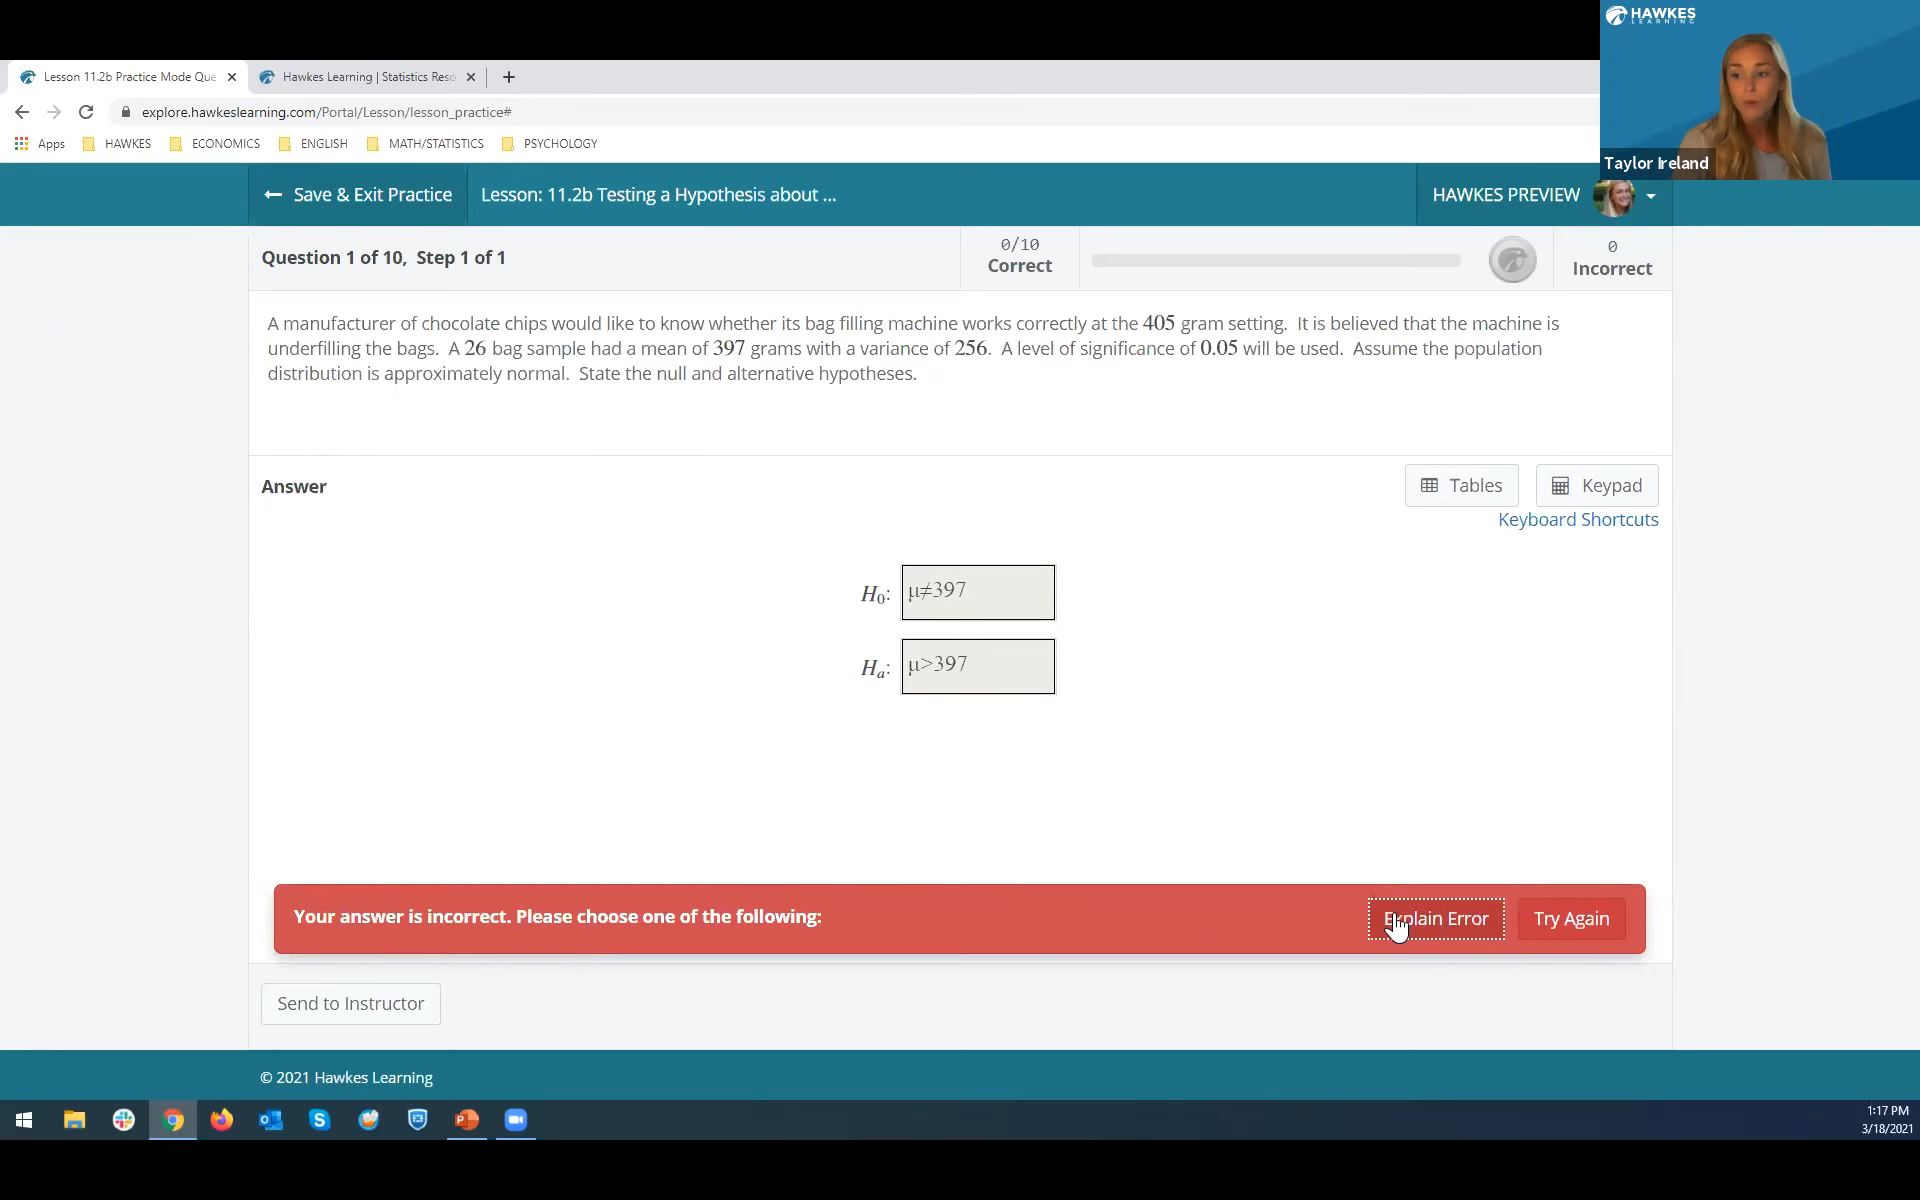 HAWKES
LEARNING
Lesson 11.2b Practice Mode Que
Hawkes Learning | Statistics Reso
explore.hawkeslearning.com/Portal/Lesson/lesson_practice#
Apps HAWKES ECONOMICS ENGLISH MATH/STATISTICS PSYCHOLOGY
Taylor Ireland
Save & Exit Practice Lesson: 11.2b Testing a Hypothesis about ... HAWKES PREVIEW
Question 1 of 10, Step 1 of 1
0/10
Correct
0
Incorrect
A manufacturer of chocolate chips would like to know whether its bag filling machine works correctly at the 405 gram setting. It is believed that the machine is
underfilling the bags. A 26 bag sample had a mean of 397 grams with a variance of 256. A level of significance of 0.05 will be used. Assume the population
distribution is approximately normal. State the null and alternative hypotheses.
Answer
Tables
Keypad
Keyboard Shortcuts
H₀: μ≠397
Hₐ: μ>397
Your answer is incorrect. Please choose one of the following: Explain Error Try Again
Send to Instructor
© 2021 Hawkes Learning
1:17 PM
3/18/2021